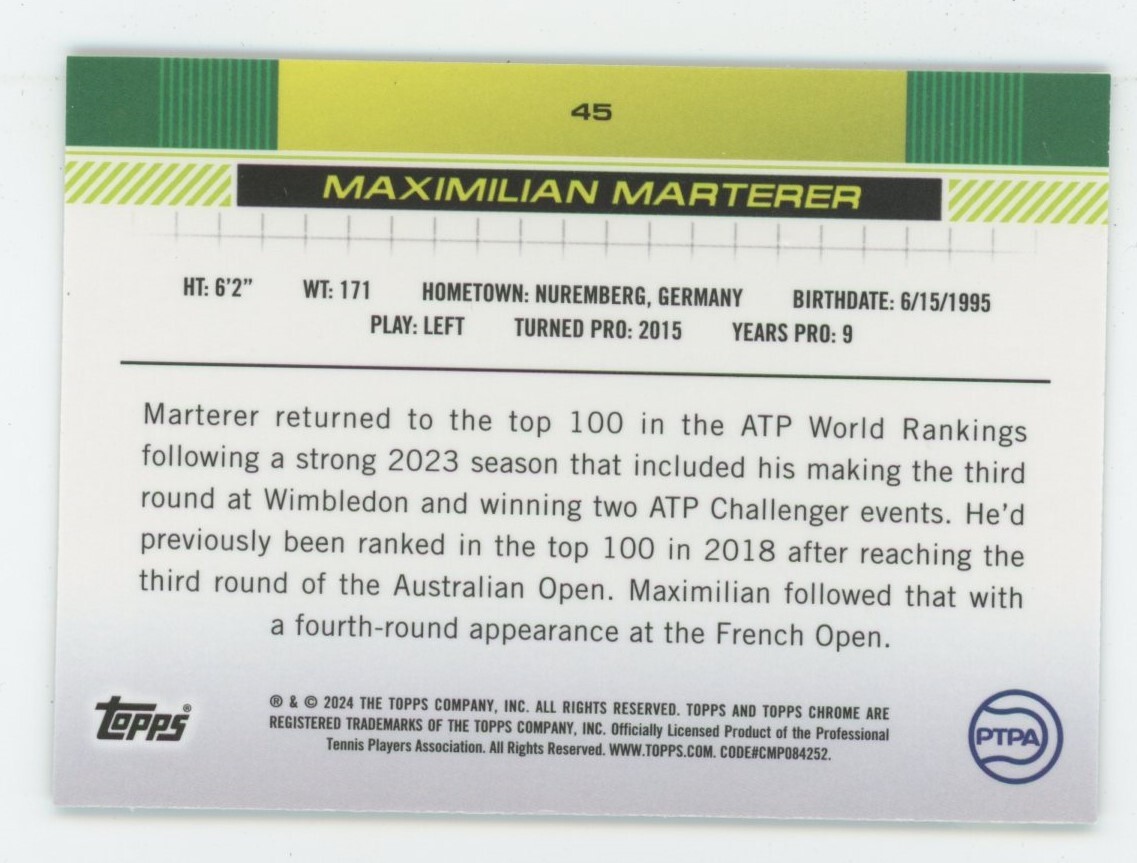 45
MAXIMILIAN MARTERER
HT: 6'2" WT: 171 HOMETOWN: NUREMBERG, GERMANY BIRTHDATE: 6/15/1995
PLAY: LEFT TURNED PRO: 2015 YEARS PRO: 9
Marterer returned to the top 100 in the ATP World Rankings
following a strong 2023 season that included his making the third
round at Wimbledon and winning two ATP Challenger events. He'd
previously been ranked in the top 100 in 2018 after reaching the
third round of the Australian Open. Maximilian followed that with
a fourth-round appearance at the French Open.
topps®
® & © 2024 THE TOPPS COMPANY, INC. ALL RIGHTS RESERVED. TOPPS AND TOPPS CHROME ARE
REGISTERED TRADEMARKS OF THE TOPPS COMPANY, INC. Officially Licensed Product of the Professional
Tennis Players Association. All Rights Reserved. WWW.TOPPS.COM. CODE#CMP084252.
PTPA